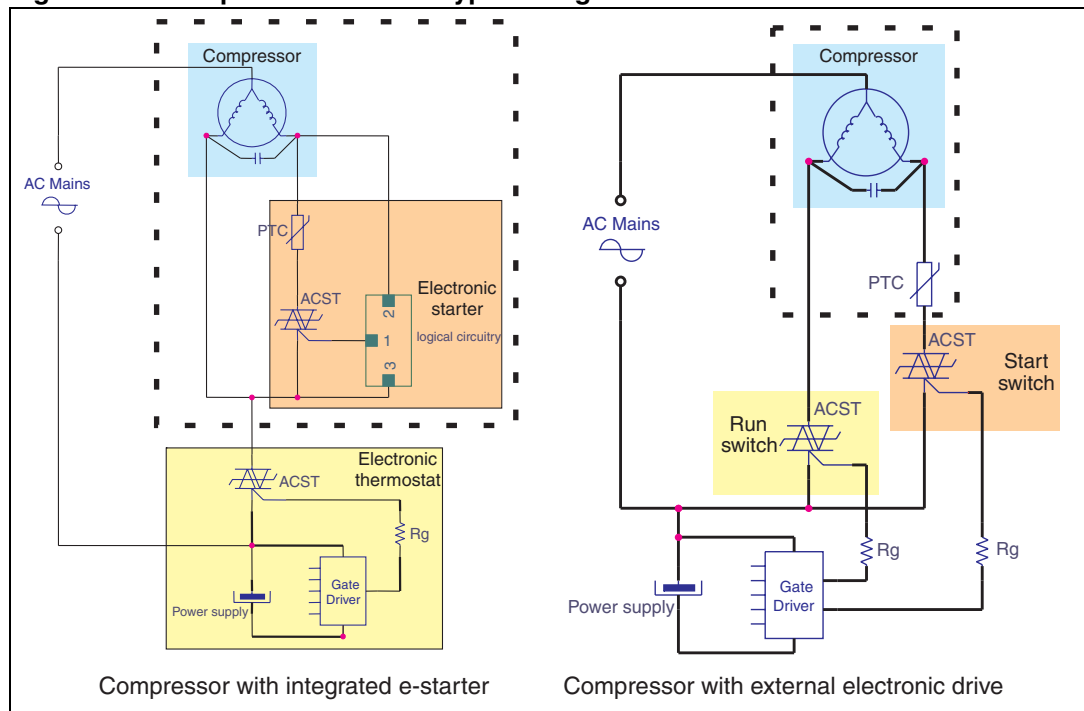 Compressor
AC Mains
PTC
ACST
2
1
3
Electronic
starter
logical circuitry
Electronic
thermostat
ACST
Rg
Gate
Driver
Power supply
Compressor with integrated e-starter
Compressor
AC Mains
PTC
ACST
Start
switch
ACST
Run
switch
Rg
Rg
Gate
Driver
Power supply
Compressor with external electronic drive